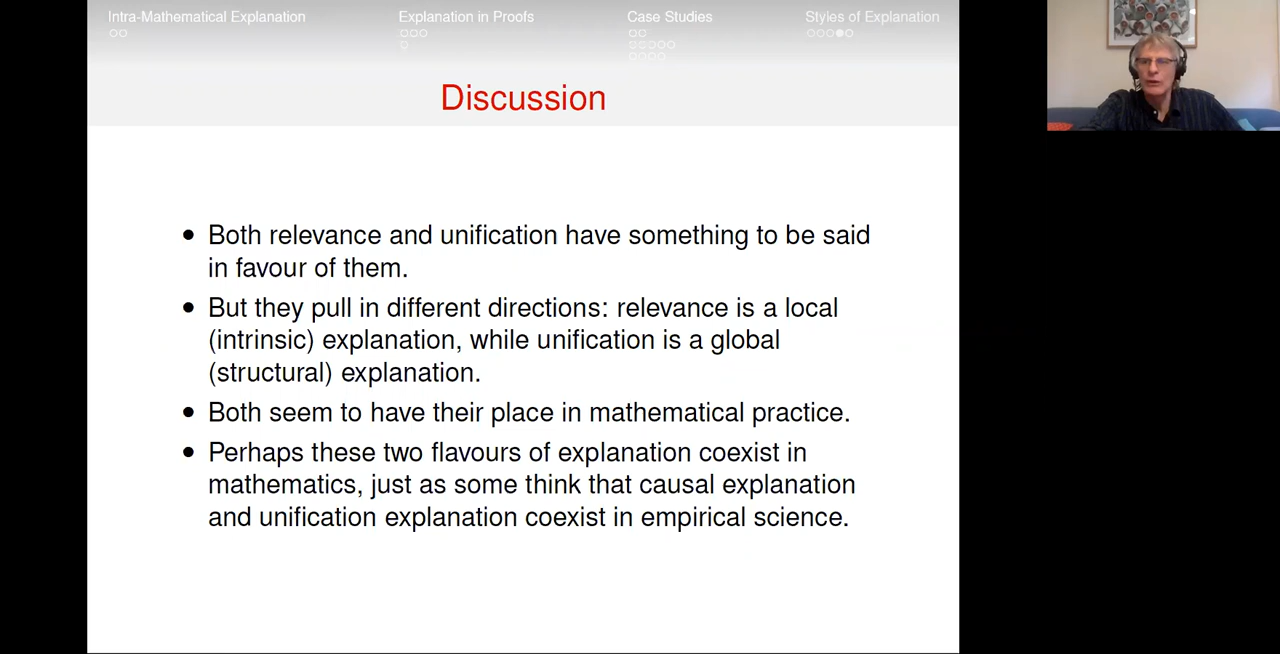 Intra-Mathematical Explanation Explanation in Proofs Case Studies Styles of Explanation
Discussion
Both relevance and unification have something to be said
in favour of them.
But they pull in different directions: relevance is a local
(intrinsic) explanation, while unification is a global
(structural) explanation.
Both seem to have their place in mathematical practice.
Perhaps these two flavours of explanation coexist in
mathematics, just as some think that causal explanation
and unification explanation coexist in empirical science.